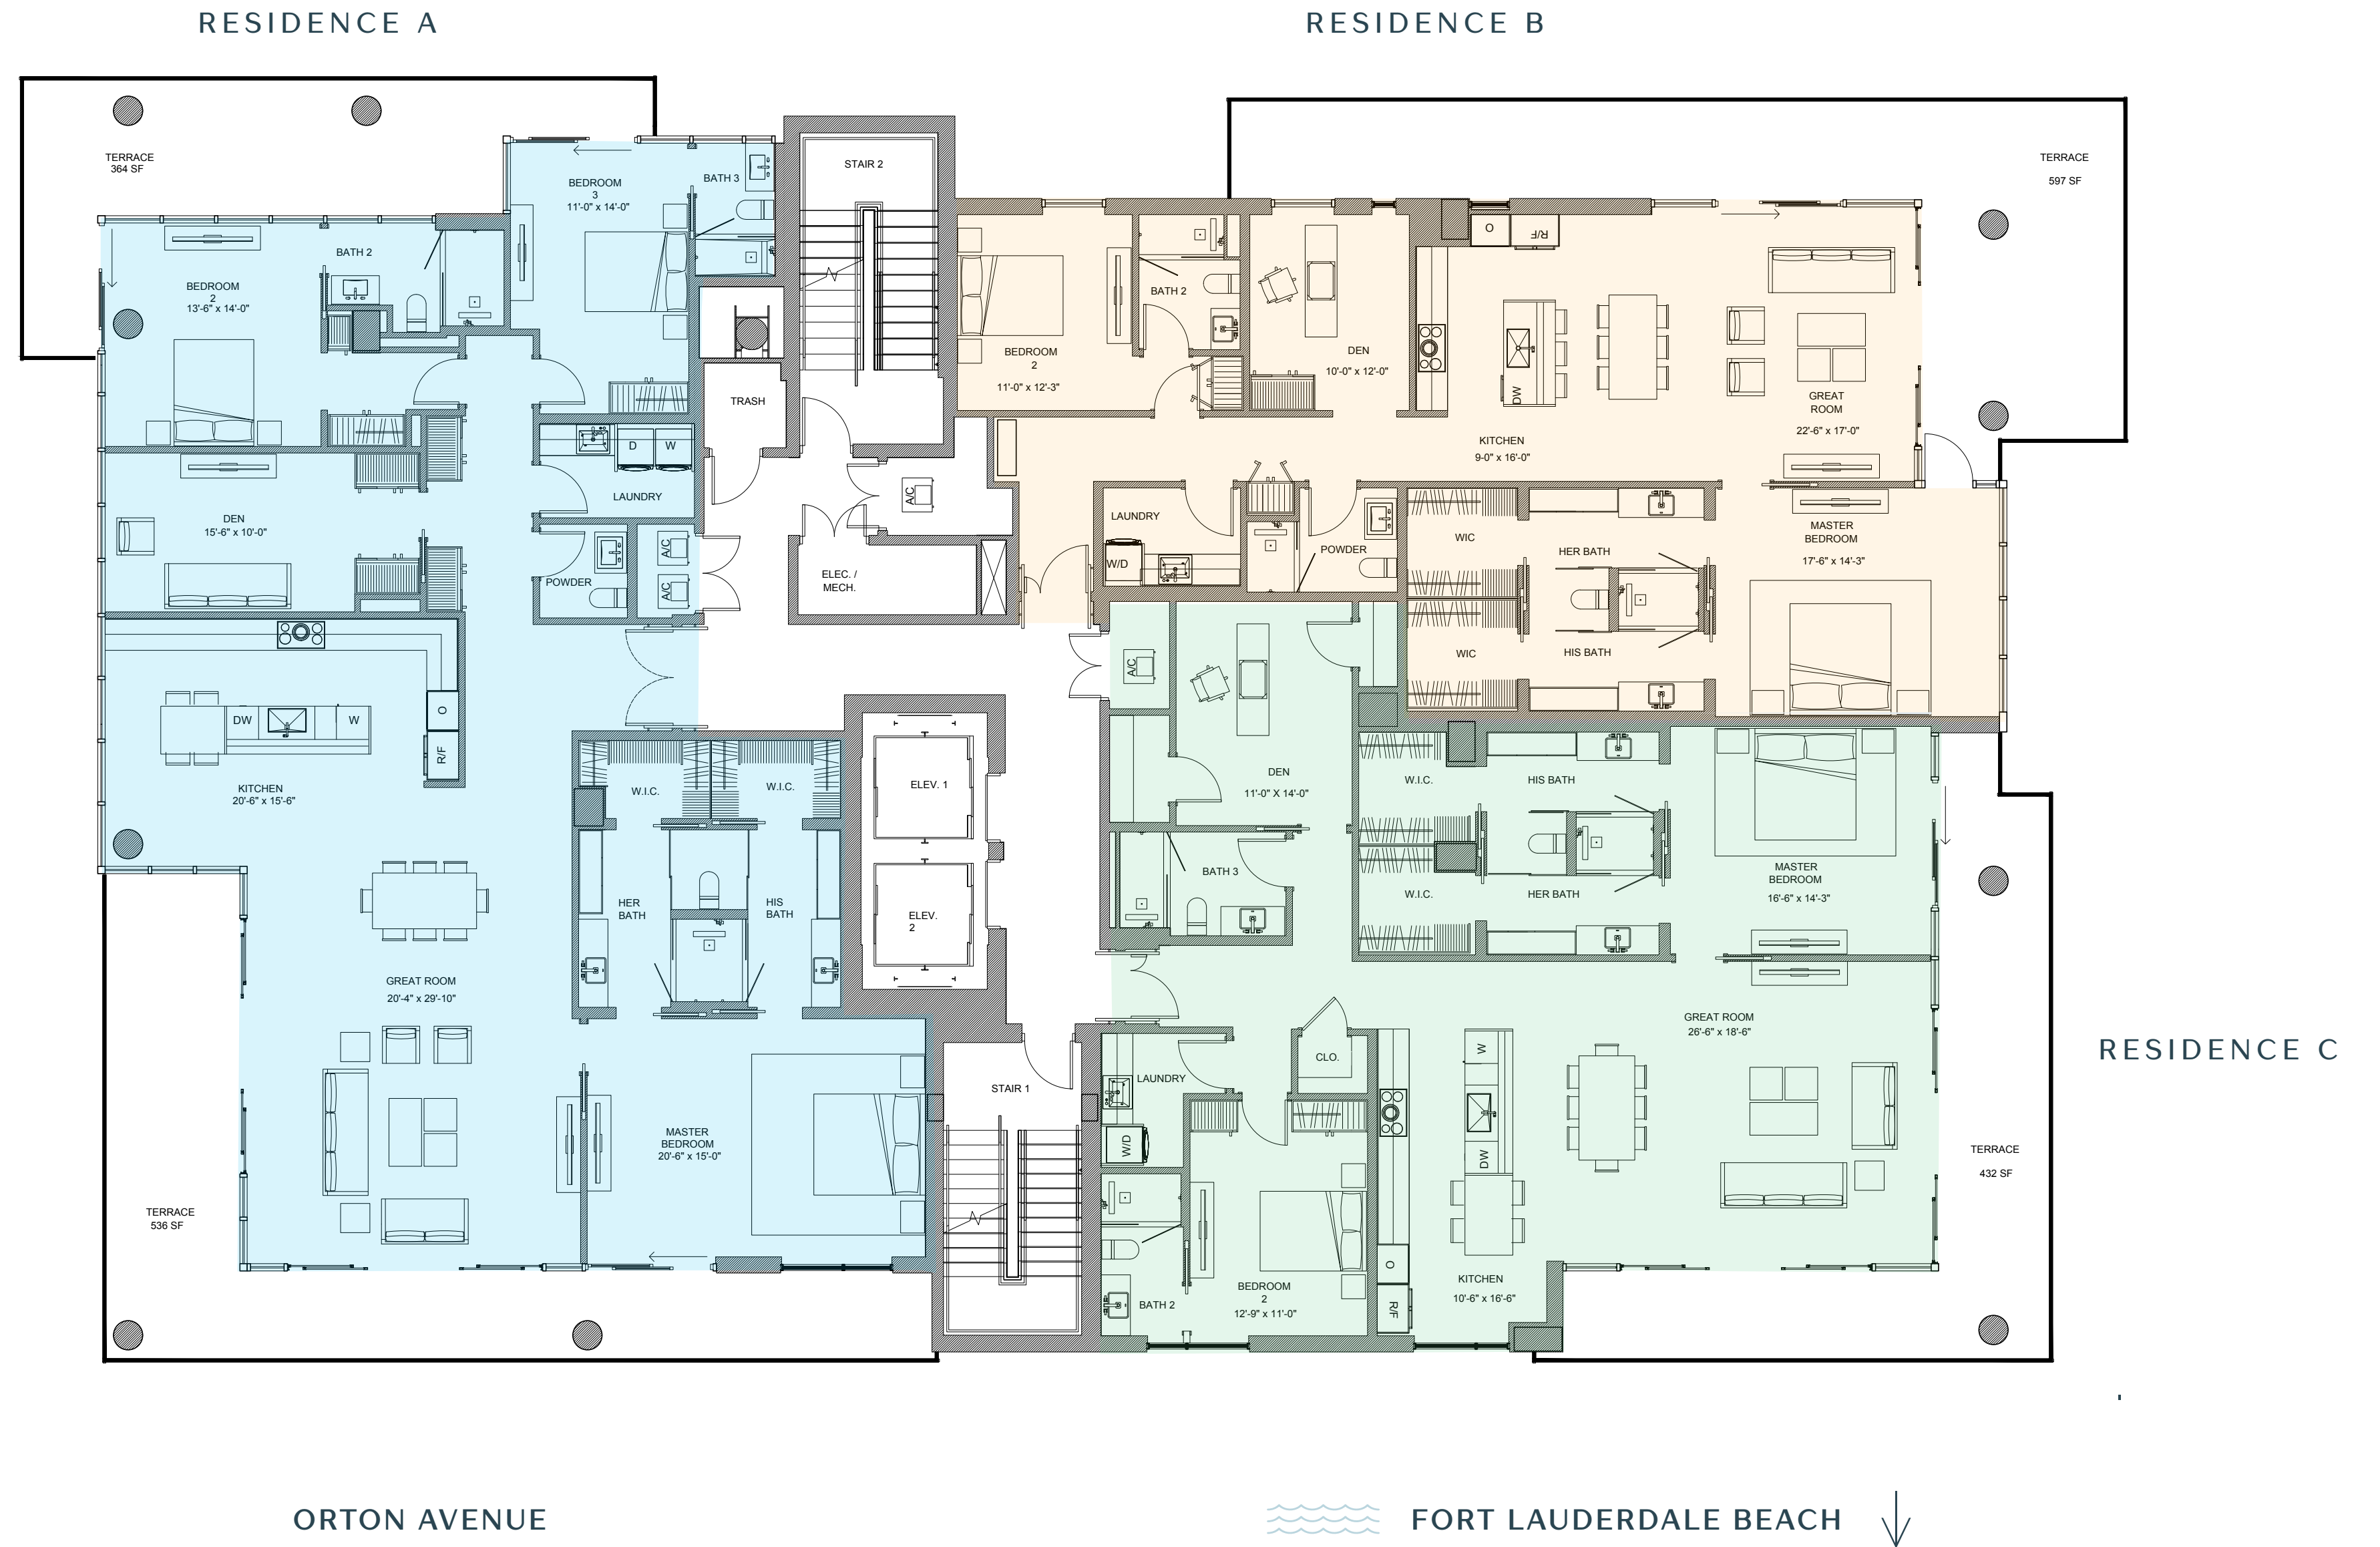 RESIDENCE A
RESIDENCE B
TERRACE
364 SF
BEDROOM
3
11'-0" x 14'-0"
BATH 3
STAIR 2
TERRACE
597 SF
BATH 2
BEDROOM
2
13'-6" x 14'-0"
O
R/F
BATH 2
BEDROOM
2
11'-0" x 12'-3"
DEN
10'-0" x 12'-0"
DW
GREAT
ROOM
22'-6" x 17'-0"
KITCHEN
9-0" x 16'-0"
TRASH
D
W
LAUNDRY
A/C
DEN
15'-6" x 10'-0"
POWDER
A/C
A/C
ELEC. /
MECH.
LAUNDRY
W/D
POWDER
WIC
HER BATH
MASTER
BEDROOM
17'-6" x 14'-3"
WIC
HIS BATH
A/C
DW
W
O
R/F
KITCHEN
20'-6" x 15'-6"
W.I.C.
W.I.C.
ELEV. 1
DEN
11'-0" X 14'-0"
W.I.C.
HIS BATH
BATH 3
MASTER
BEDROOM
16'-6" x 14'-3"
W.I.C.
HER BATH
HER
BATH
HIS
BATH
ELEV.
2
GREAT ROOM
20'-4" x 29'-10"
GREAT ROOM
26'-6" x 18'-6"
RESIDENCE C
CLO.
W
LAUNDRY
STAIR 1
W/D
DW
MASTER
BEDROOM
20'-6" x 15'-0"
TERRACE
432 SF
TERRACE
536 SF
O
R/F
BATH 2
BEDROOM
2
12'-9" x 11'-0"
KITCHEN
10'-6" x 16'-6"
ORTON AVENUE
FORT LAUDERDALE BEACH